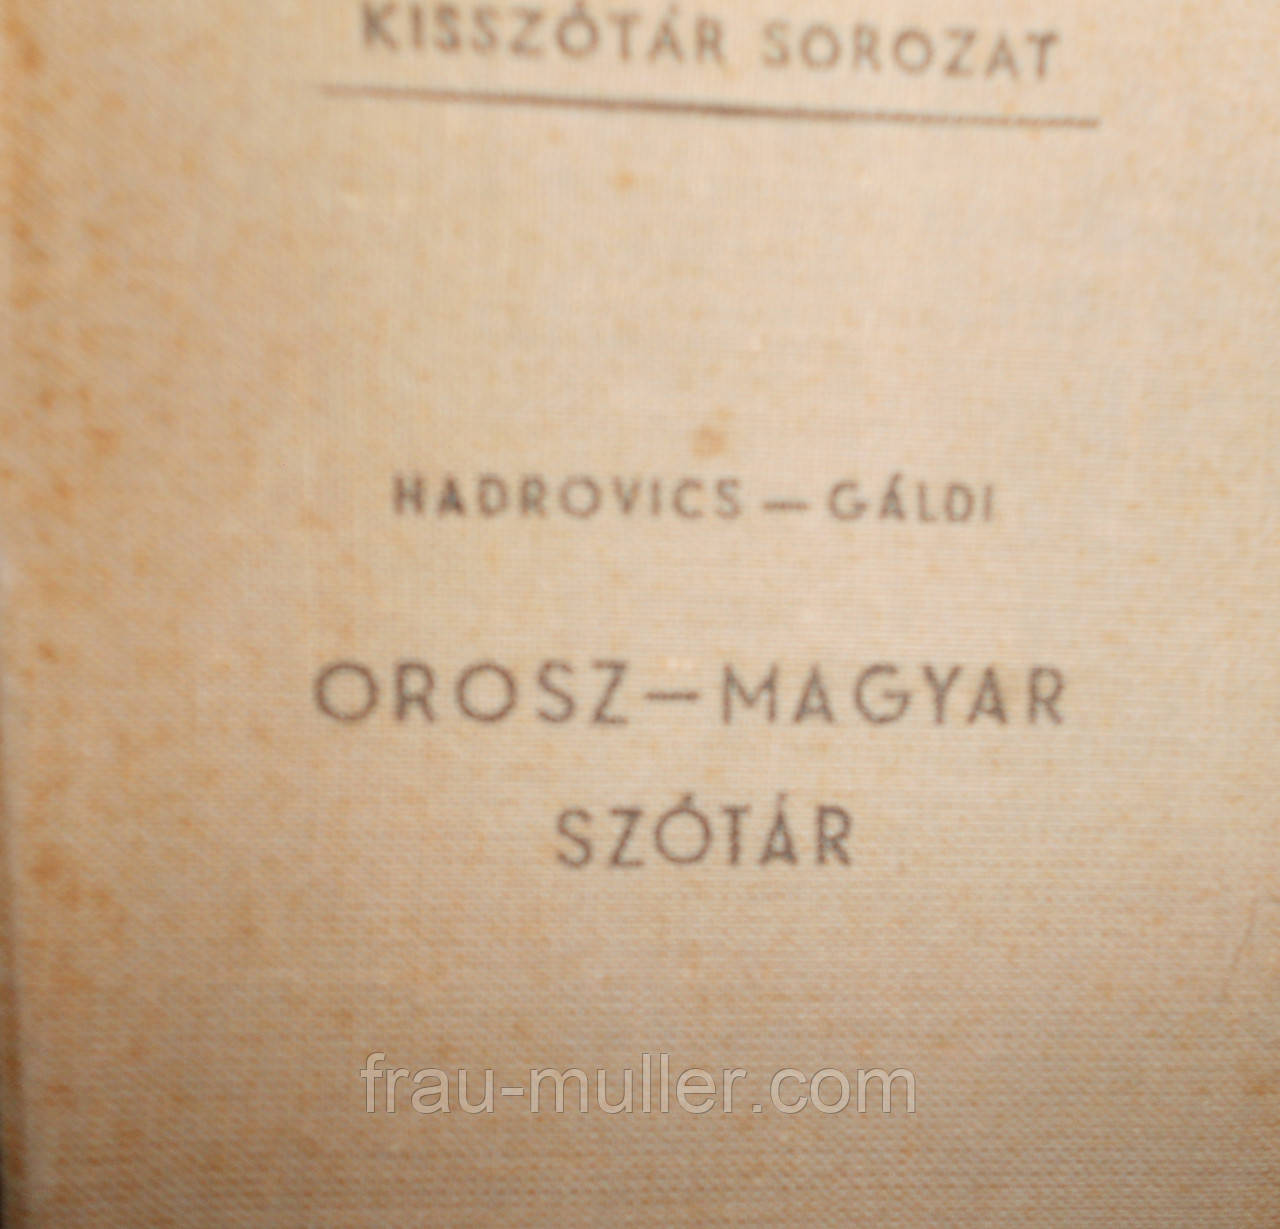 KISSZÓTÁR SOROZAT
HADROVICS — GÁLDI
OROSZ—MAGYAR
SZÓTÁR
frau-muller.com